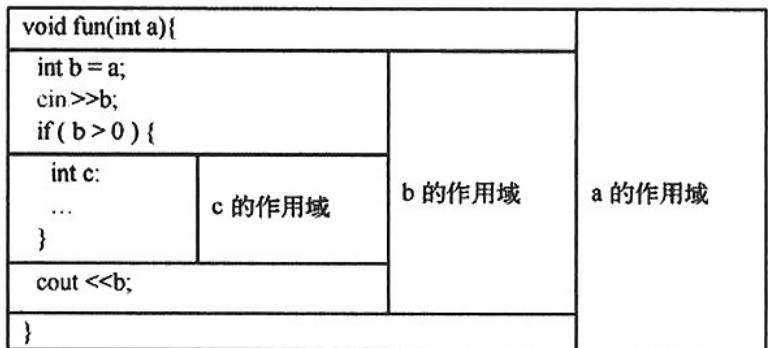 void fun(int a){
int b = a;
cin >>b;
if ( b > 0 ) {
int c:
…
}
c 的作用域
b 的作用域
a 的作用域
cout <<b;
}